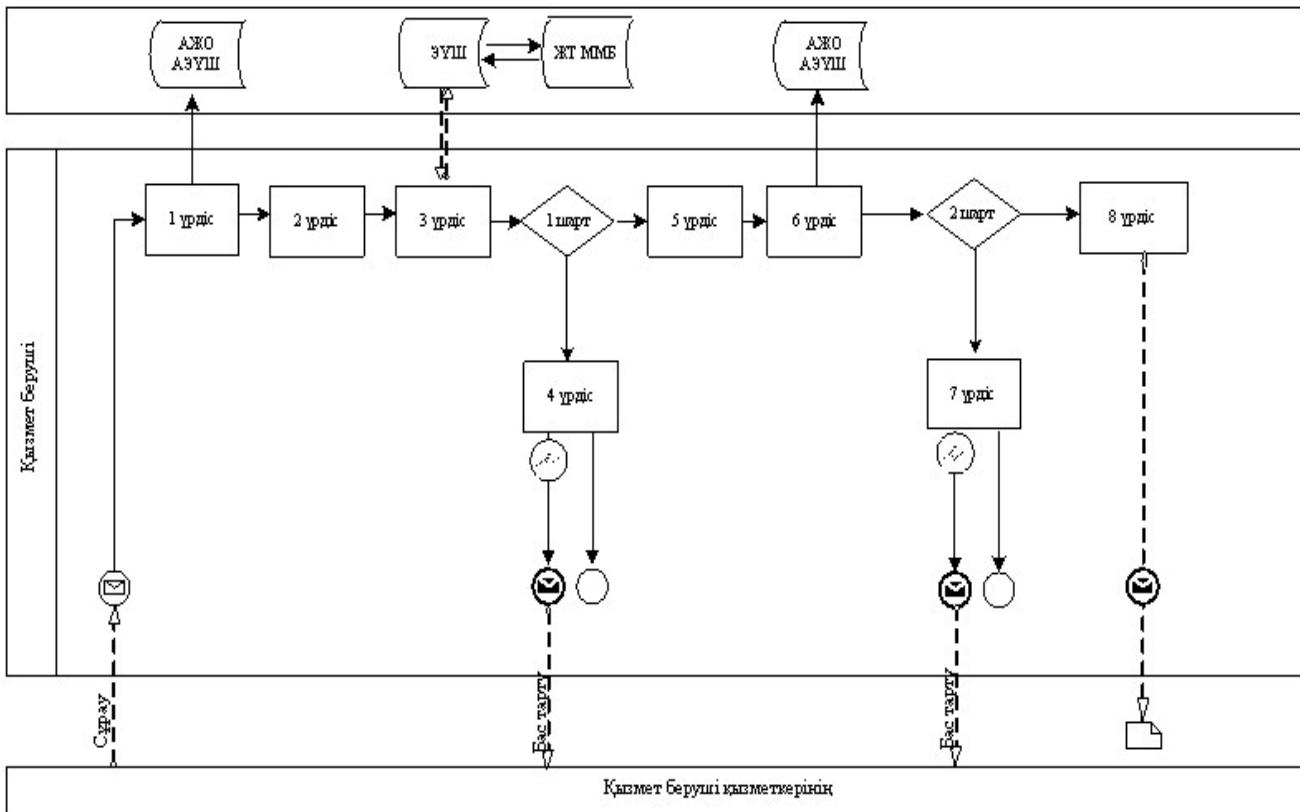 АЖО
АЭҮШ
ЭҮШ
ЖТ ММБ
АЖО
АЭҮШ
1 үрдіс
2 үрдіс
3 үрдіс
1 шарт
5 үрдіс
6 үрдіс
2 шарт
8 үрдіс
4 үрдіс
7 үрдіс
Қызмет беруші
Сұрау
Бас тарту
Бас тарту
Қызмет беруші қызметкерінің